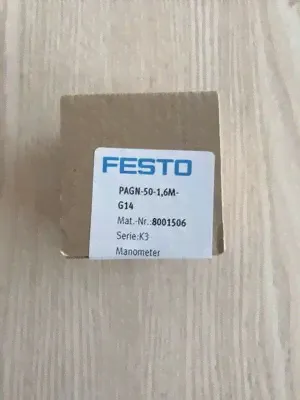 FESTO
PAGN-50-1,6M-
G14
Mat.-Nr.:8001506
Serie:K3
Manometer